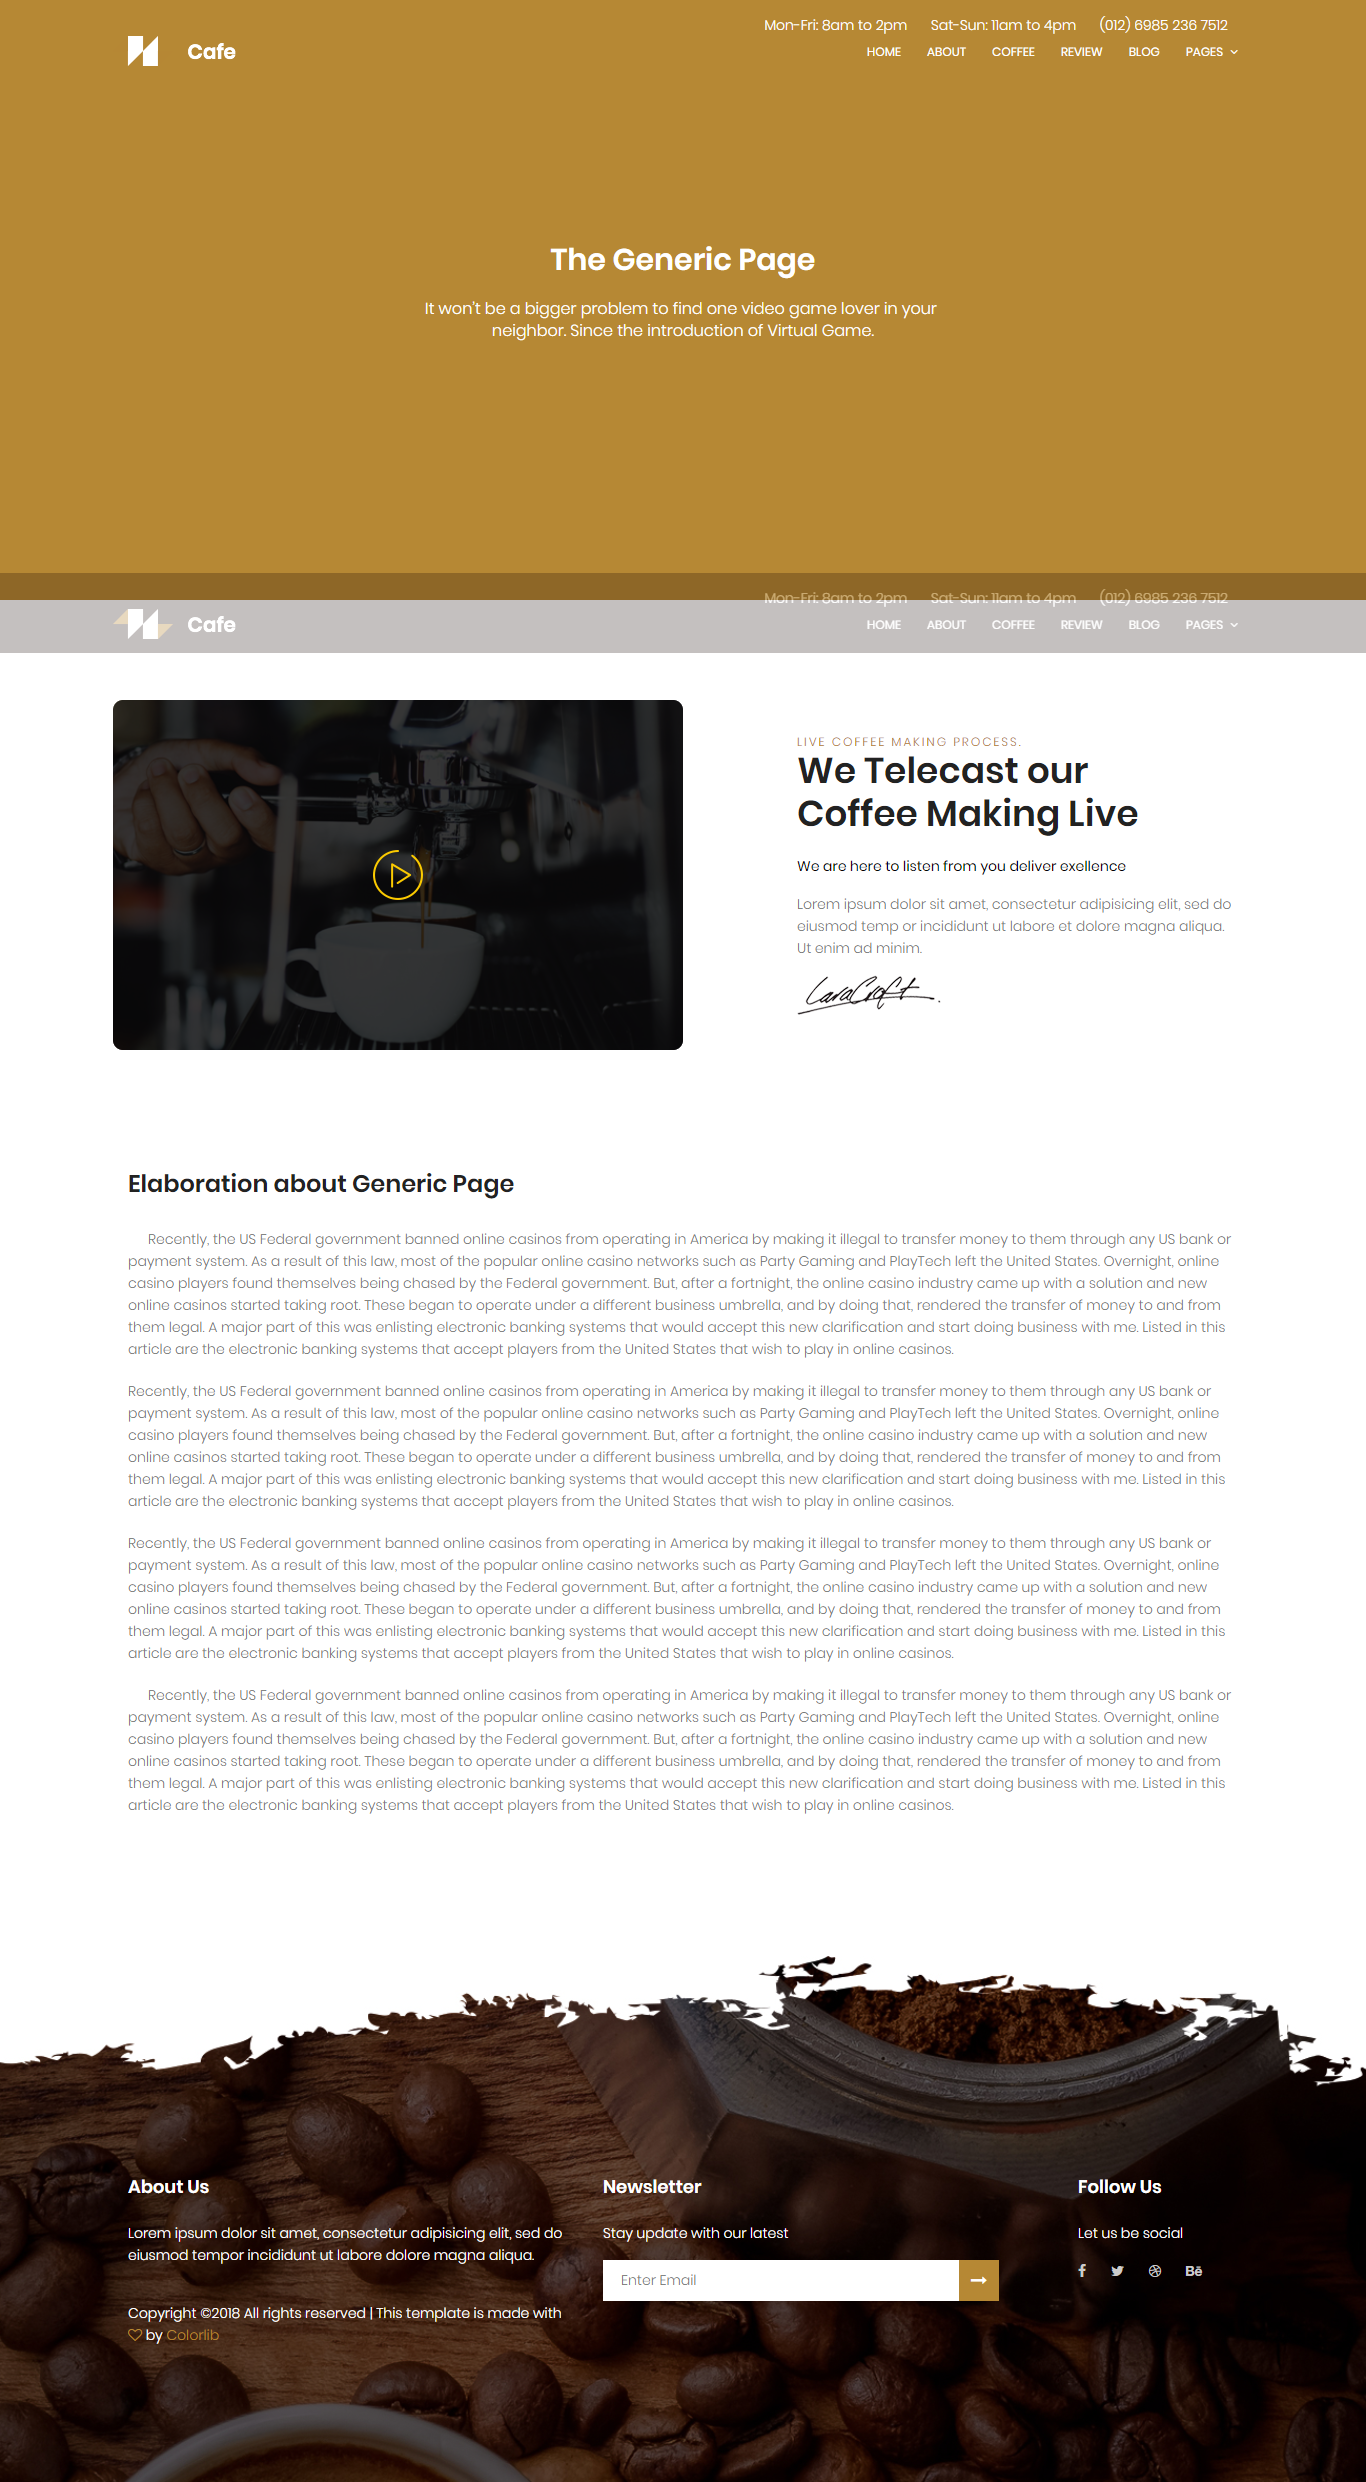 Mon-Fri: 8am to 2pm Sat-Sun: 11am to 4pm (012) 6985 236 7512
Cafe
HOME ABOUT COFFEE REVIEW BLOG PAGES
The Generic Page
It won't be a bigger problem to find one video game lover in your
neighbor. Since the introduction of Virtual Game.
Mon-Fri: 8am to 2pm Sat-Sun: 11am to 4pm (012) 6985 236 7512
Cafe
HOME ABOUT COFFEE REVIEW BLOG PAGES
LIVE COFFEE MAKING PROCESS.
We Telecast our
Coffee Making Live
We are here to listen from you deliver exellence
Lorem ipsum dolor sit amet, consectetur adipisicing elit, sed do
eiusmod temp or incididunt ut labore et dolore magna aliqua.
Ut enim ad minim.
LaraCroft
Elaboration about Generic Page
Recently, the US Federal government banned online casinos from operating in America by making it illegal to transfer money to them through any US bank or
payment system. As a result of this law, most of the popular online casino networks such as Party Gaming and PlayTech left the United States. Overnight, online
casino players found themselves being chased by the Federal government. But, after a fortnight, the online casino industry came up with a solution and new
online casinos started taking root. These began to operate under a different business umbrella, and by doing that, rendered the transfer of money to and from
them legal. A major part of this was enlisting electronic banking systems that would accept this new clarification and start doing business with me. Listed in this
article are the electronic banking systems that accept players from the United States that wish to play in online casinos.
Recently, the US Federal government banned online casinos from operating in America by making it illegal to transfer money to them through any US bank or
payment system. As a result of this law, most of the popular online casino networks such as Party Gaming and PlayTech left the United States. Overnight, online
casino players found themselves being chased by the Federal government. But, after a fortnight, the online casino industry came up with a solution and new
online casinos started taking root. These began to operate under a different business umbrella, and by doing that, rendered the transfer of money to and from
them legal. A major part of this was enlisting electronic banking systems that would accept this new clarification and start doing business with me. Listed in this
article are the electronic banking systems that accept players from the United States that wish to play in online casinos.
Recently, the US Federal government banned online casinos from operating in America by making it illegal to transfer money to them through any US bank or
payment system. As a result of this law, most of the popular online casino networks such as Party Gaming and PlayTech left the United States. Overnight, online
casino players found themselves being chased by the Federal government. But, after a fortnight, the online casino industry came up with a solution and new
online casinos started taking root. These began to operate under a different business umbrella, and by doing that, rendered the transfer of money to and from
them legal. A major part of this was enlisting electronic banking systems that would accept this new clarification and start doing business with me. Listed in this
article are the electronic banking systems that accept players from the United States that wish to play in online casinos.
Recently, the US Federal government banned online casinos from operating in America by making it illegal to transfer money to them through any US bank or
payment system. As a result of this law, most of the popular online casino networks such as Party Gaming and PlayTech left the United States. Overnight, online
casino players found themselves being chased by the Federal government. But, after a fortnight, the online casino industry came up with a solution and new
online casinos started taking root. These began to operate under a different business umbrella, and by doing that, rendered the transfer of money to and from
them legal. A major part of this was enlisting electronic banking systems that would accept this new clarification and start doing business with me. Listed in this
article are the electronic banking systems that accept players from the United States that wish to play in online casinos.
About Us
Lorem ipsum dolor sit amet, consectetur adipisicing elit, sed do
eiusmod tempor incididunt ut labore dolore magna aliqua.
Copyright ©2018 All rights reserved | This template is made with
♡ by Colorlib
Newsletter
Stay update with our latest
Enter Email
Follow Us
Let us be social